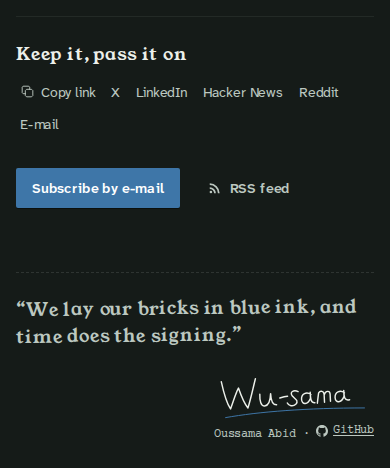 Keep it, pass it on
Copy link X LinkedIn Hacker News Reddit
E-mail
Subscribe by e-mail RSS feed
“We lay our bricks in blue ink, and
time does the signing.”
Wu-sama
Oussama Abid · GitHub